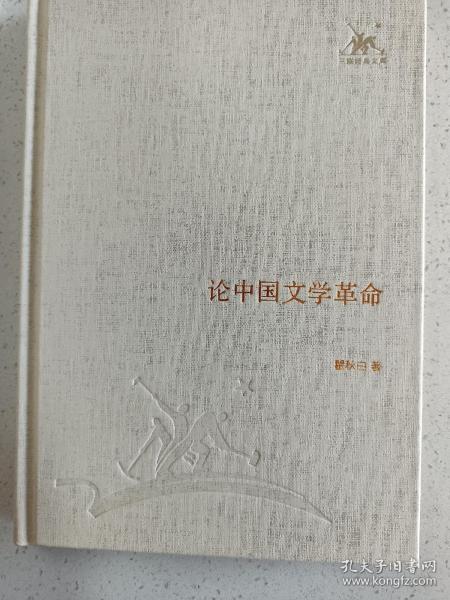 三联经典文库
论中国文学革命
瞿秋白 著
孔夫子旧书网
www.kongfz.com